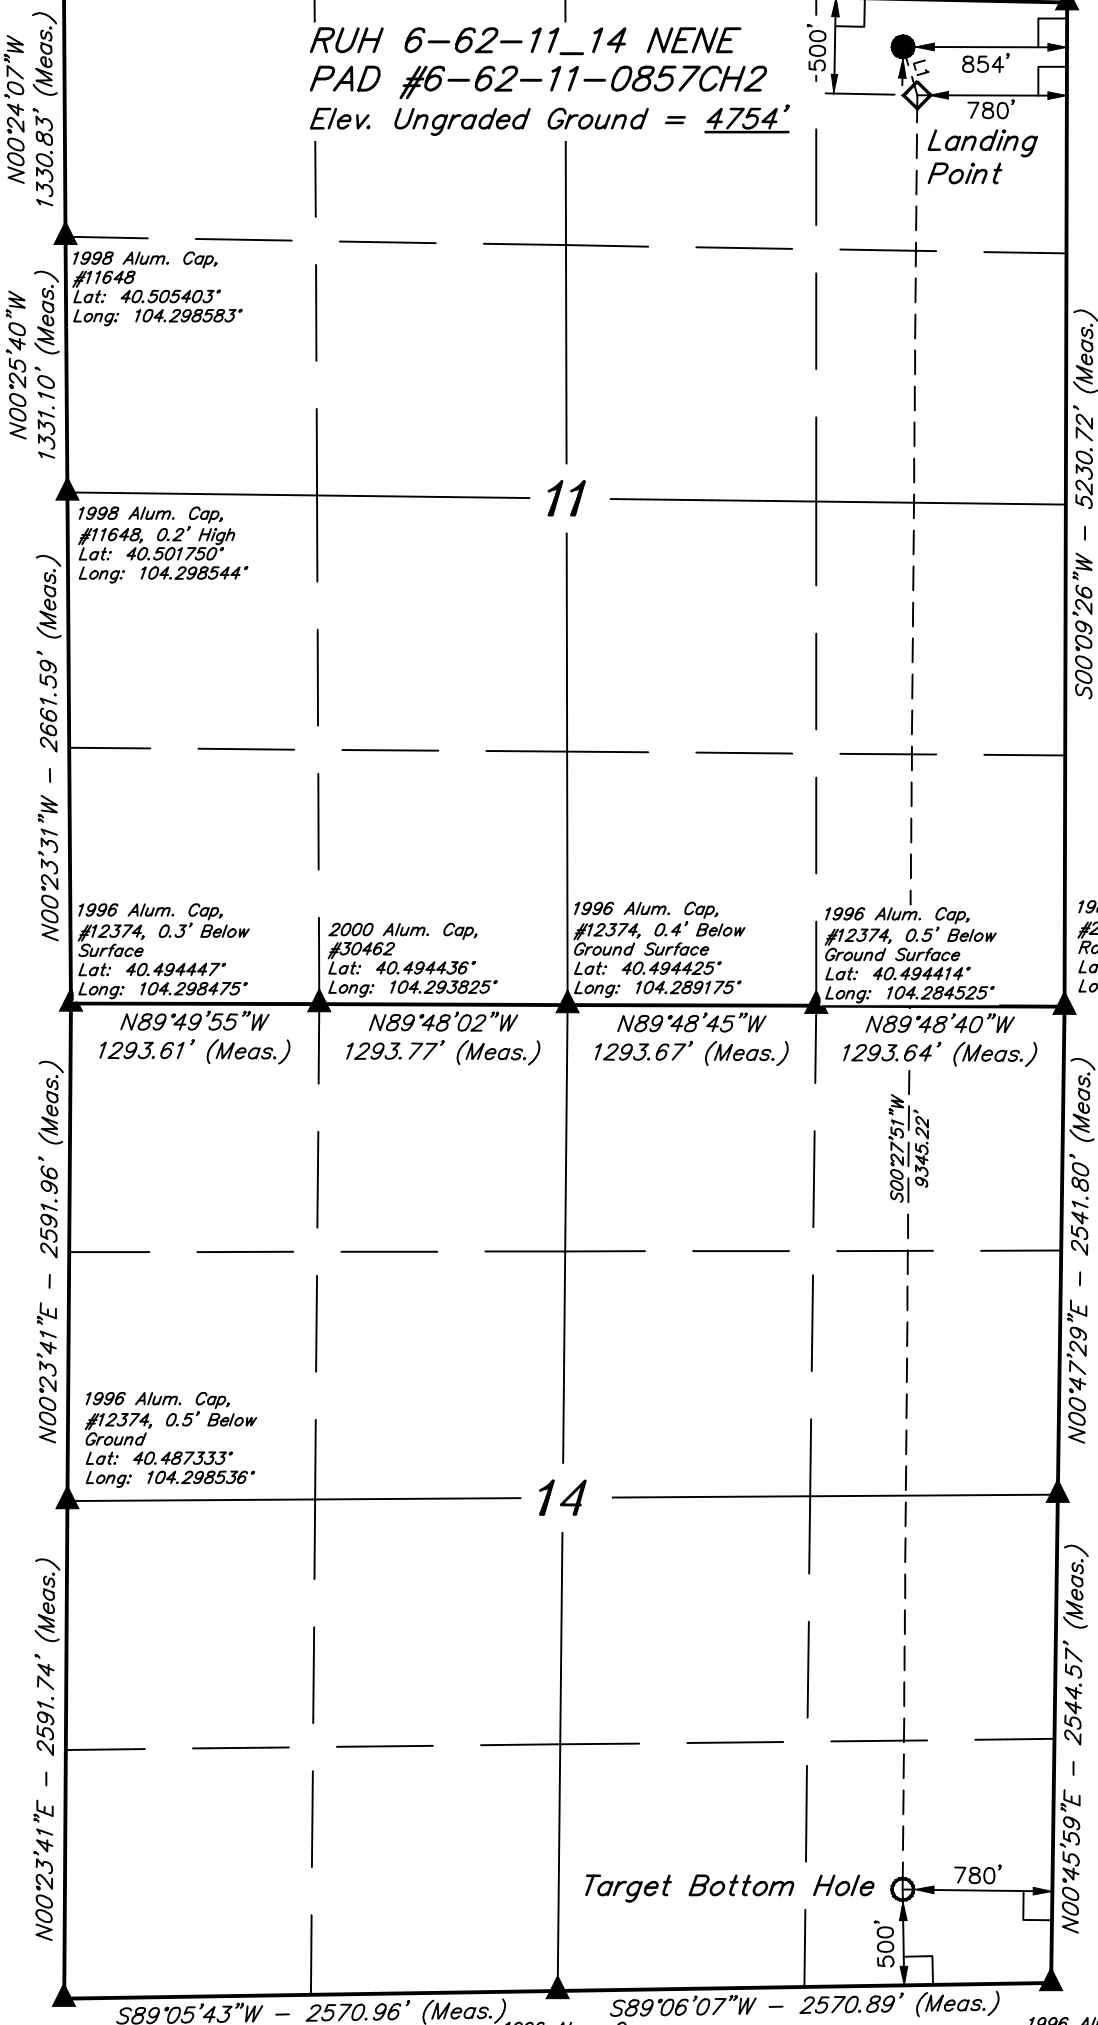 RUH 6-62-11_14 NENE
PAD #6-62-11-0857CH2
Elev. Ungraded Ground = 4754'
500'
854'
L1
780'
Landing
Point
N00°24'07"W
1330.83' (Meas.)
1998 Alum. Cap,
#11648
Lat: 40.505403°
Long: 104.298583°
N00°25'40"W
1331.10' (Meas.)
S00°09'26"W - 5230.72' (Meas.)
11
1998 Alum. Cap,
#11648, 0.2' High
Lat: 40.501750°
Long: 104.298544°
N00°23'31"W - 2661.59' (Meas.)
1996 Alum. Cap,
#12374, 0.3' Below
Surface
Lat: 40.494447°
Long: 104.298475°
2000 Alum. Cap,
#30462
Lat: 40.494436°
Long: 104.293825°
1996 Alum. Cap,
#12374, 0.4' Below
Ground Surface
Lat: 40.494425°
Long: 104.289175°
1996 Alum. Cap,
#12374, 0.5' Below
Ground Surface
Lat: 40.494414°
Long: 104.284525°
N89°49'55"W
1293.61' (Meas.)
N89°48'02"W
1293.77' (Meas.)
N89°48'45"W
1293.67' (Meas.)
N89°48'40"W
1293.64' (Meas.)
S00°27'51"W
9345.22'
N00°23'41"E - 2591.96' (Meas.)
N00°47'29"E - 2541.80' (Meas.)
1996 Alum. Cap,
#12374, 0.5' Below
Ground
Lat: 40.487333°
Long: 104.298536°
14
N00°23'41"E - 2591.74' (Meas.)
N00°45'59"E - 2544.57' (Meas.)
Target Bottom Hole
780'
500'
S89°05'43"W - 2570.96' (Meas.)
S89°06'07"W - 2570.89' (Meas.)